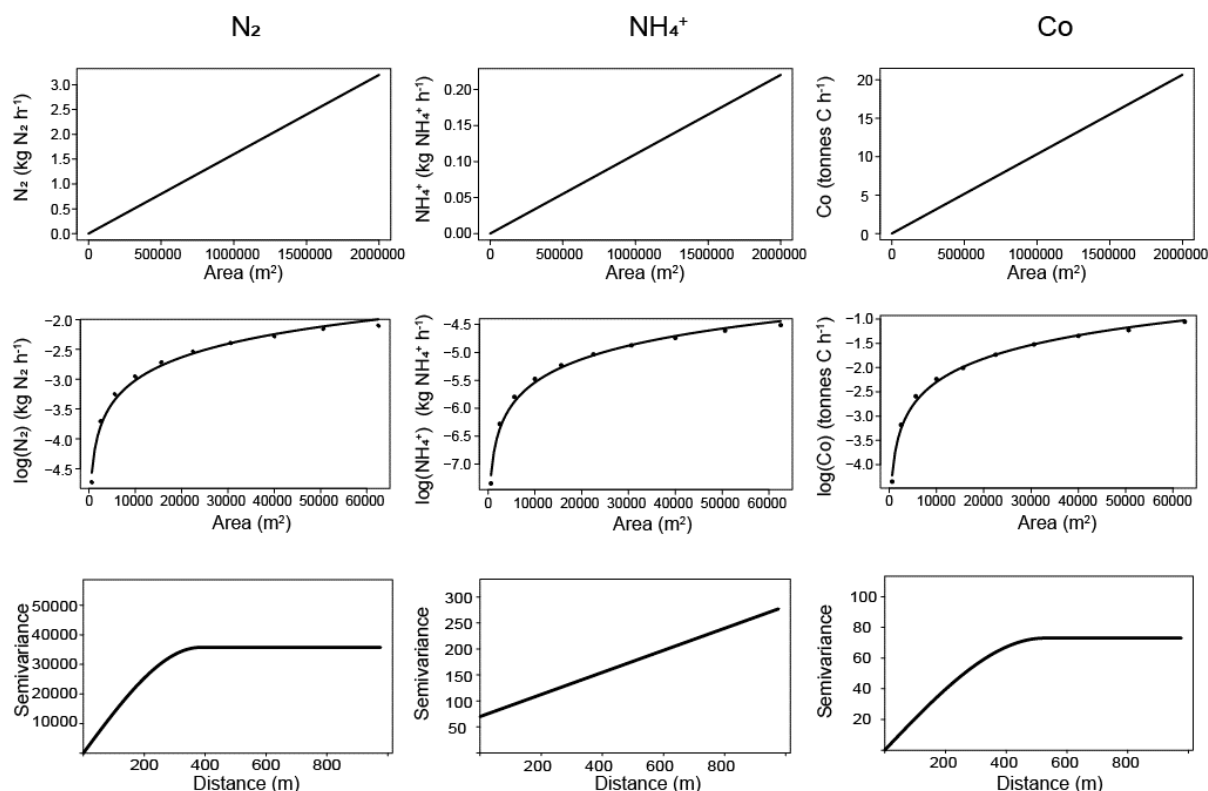 N₂
NH₄⁺
Co
N₂ (kg N₂ h⁻¹)
3.0
2.5
2.0
1.5
1.0
0.5
0.0
0 500000 1000000 1500000 2000000
Area (m²)
NH₄⁺ (kg NH₄⁺ h⁻¹)
0.20
0.15
0.10
0.05
0.00
0 500000 1000000 1500000 2000000
Area (m²)
Co (tonnes C h⁻¹)
20
15
10
5
0
0 500000 1000000 1500000 2000000
Area (m²)
log(N₂) (kg N₂ h⁻¹)
−2.0
−2.5
−3.0
−3.5
−4.0
−4.5
0 10000 20000 30000 40000 50000 60000
Area (m²)
log(NH₄⁺) (kg NH₄⁺ h⁻¹)
−4.5
−5.0
−5.5
−6.0
−6.5
−7.0
0 10000 20000 30000 40000 50000 60000
Area (m²)
log(Co) (tonnes C h⁻¹)
−1.0
−1.5
−2.0
−2.5
−3.0
−3.5
−4.0
0 10000 20000 30000 40000 50000 60000
Area (m²)
Semivariance
50000
40000
30000
20000
10000
200 400 600 800
Distance (m)
Semivariance
300
250
200
150
100
50
200 400 600 800
Distance (m)
Semivariance
100
80
60
40
20
200 400 600 800
Distance (m)